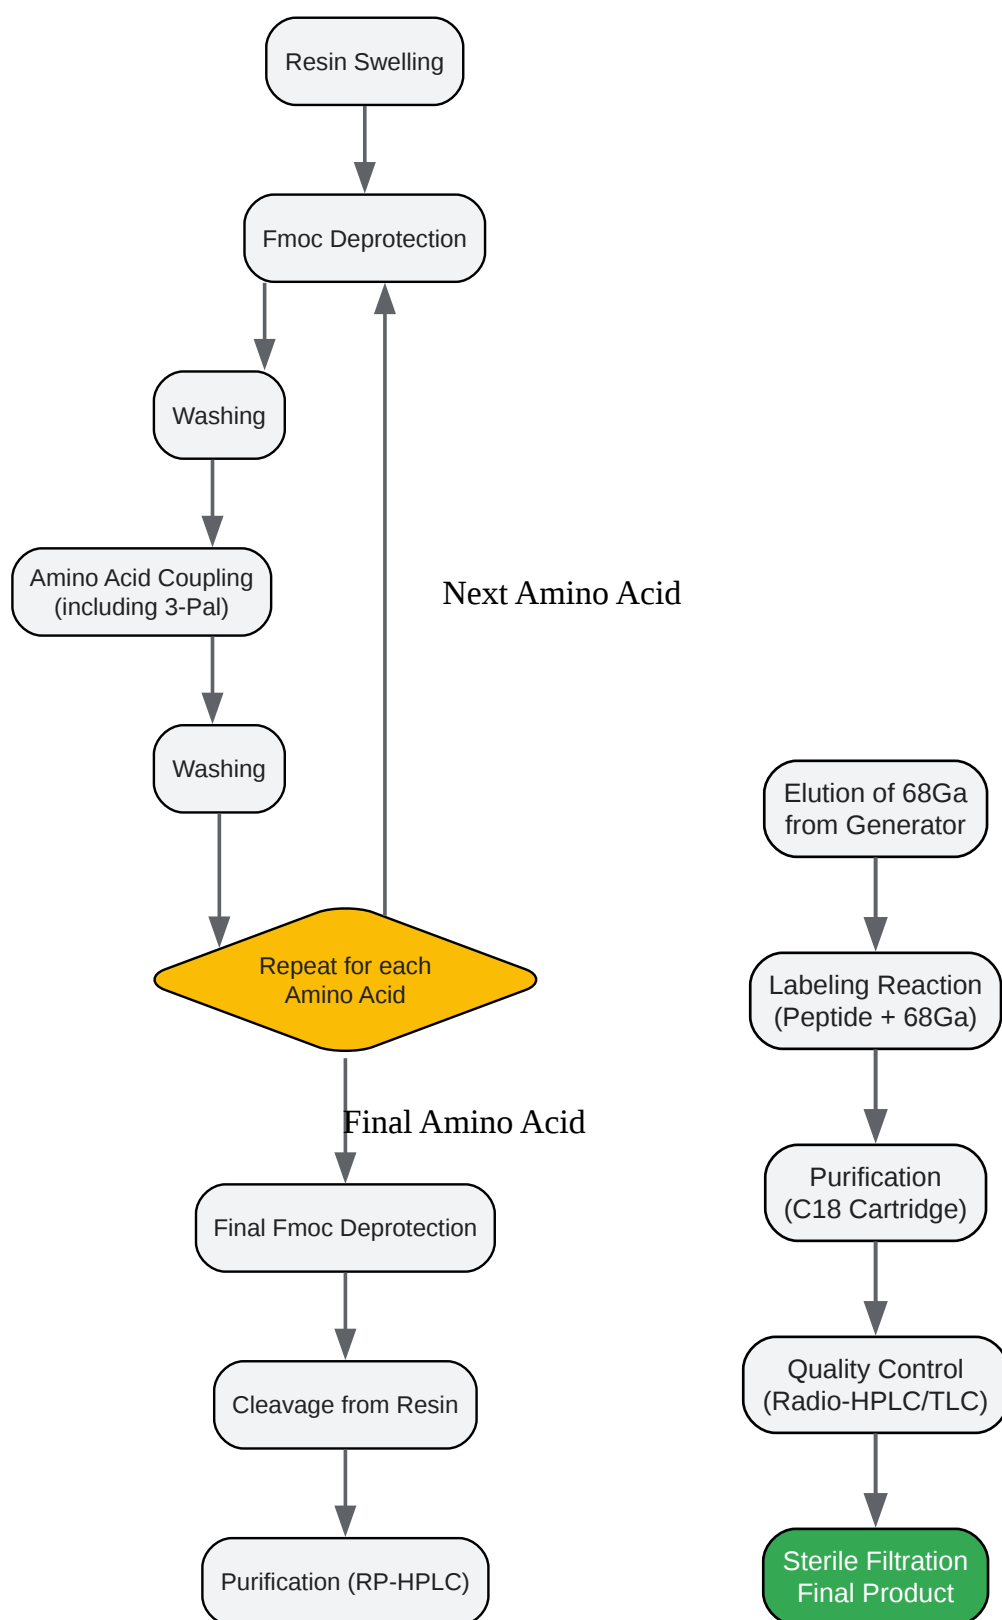 Resin Swelling
Fmoc Deprotection
Washing
Amino Acid Coupling
(including 3-Pal)
Next Amino Acid
Washing
Repeat for each
Amino Acid
Final Amino Acid
Final Fmoc Deprotection
Cleavage from Resin
Purification (RP-HPLC)
Elution of 68Ga
from Generator
Labeling Reaction
(Peptide + 68Ga)
Purification
(C18 Cartridge)
Quality Control
(Radio-HPLC/TLC)
Sterile Filtration
Final Product